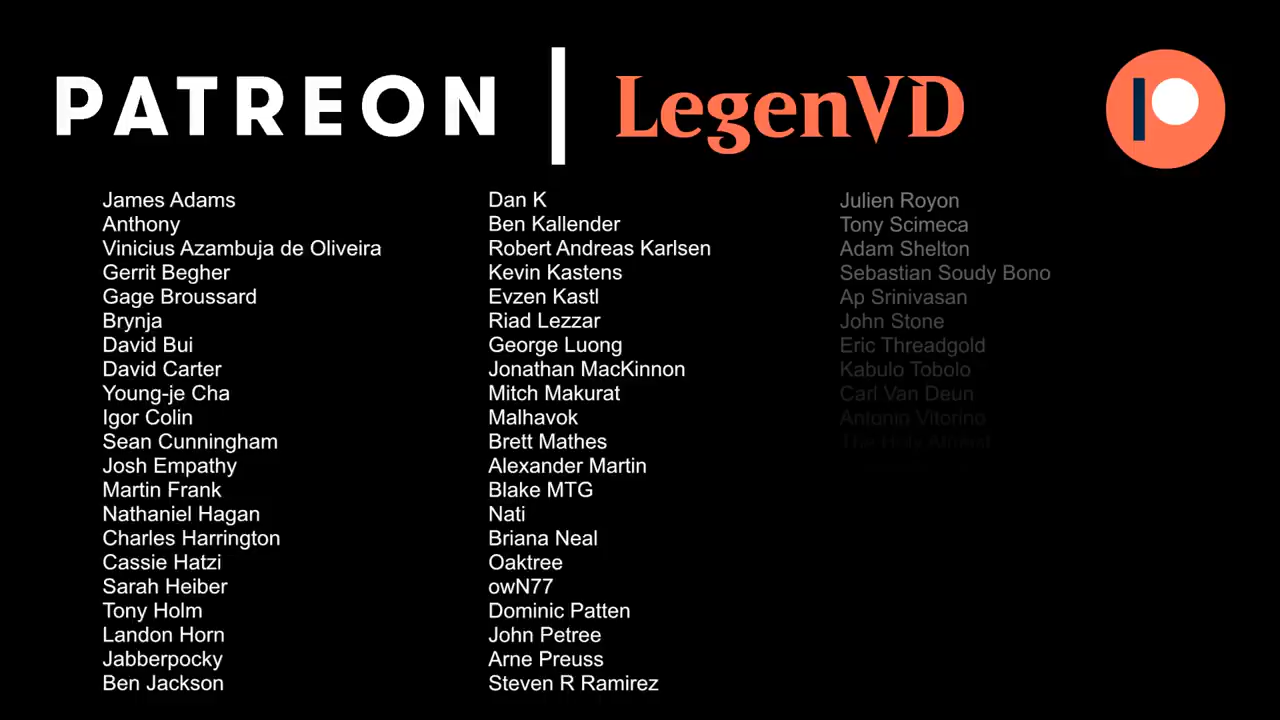 PATREON | LegenVD
James Adams
Anthony
Vinicius Azambuja de Oliveira
Gerrit Begher
Gage Broussard
Brynja
David Bui
David Carter
Young-je Cha
Igor Colin
Sean Cunningham
Josh Empathy
Martin Frank
Nathaniel Hagan
Charles Harrington
Cassie Hatzi
Sarah Heiber
Tony Holm
Landon Horn
Jabberpocky
Ben Jackson
Dan K
Ben Kallender
Robert Andreas Karlsen
Kevin Kastens
Evzen Kastl
Riad Lezzar
George Luong
Jonathan MacKinnon
Mitch Makurat
Malhavok
Brett Mathes
Alexander Martin
Blake MTG
Nati
Briana Neal
Oaktree
owN77
Dominic Patten
John Petree
Arne Preuss
Steven R Ramirez
Julien Royon
Tony Scimeca
Adam Shelton
Sebastian Soudy Bono
Ap Srinivasan
John Stone
Eric Threadgold
Kabulo Tobolo
Carl Van Deun
Antonio Vitorino